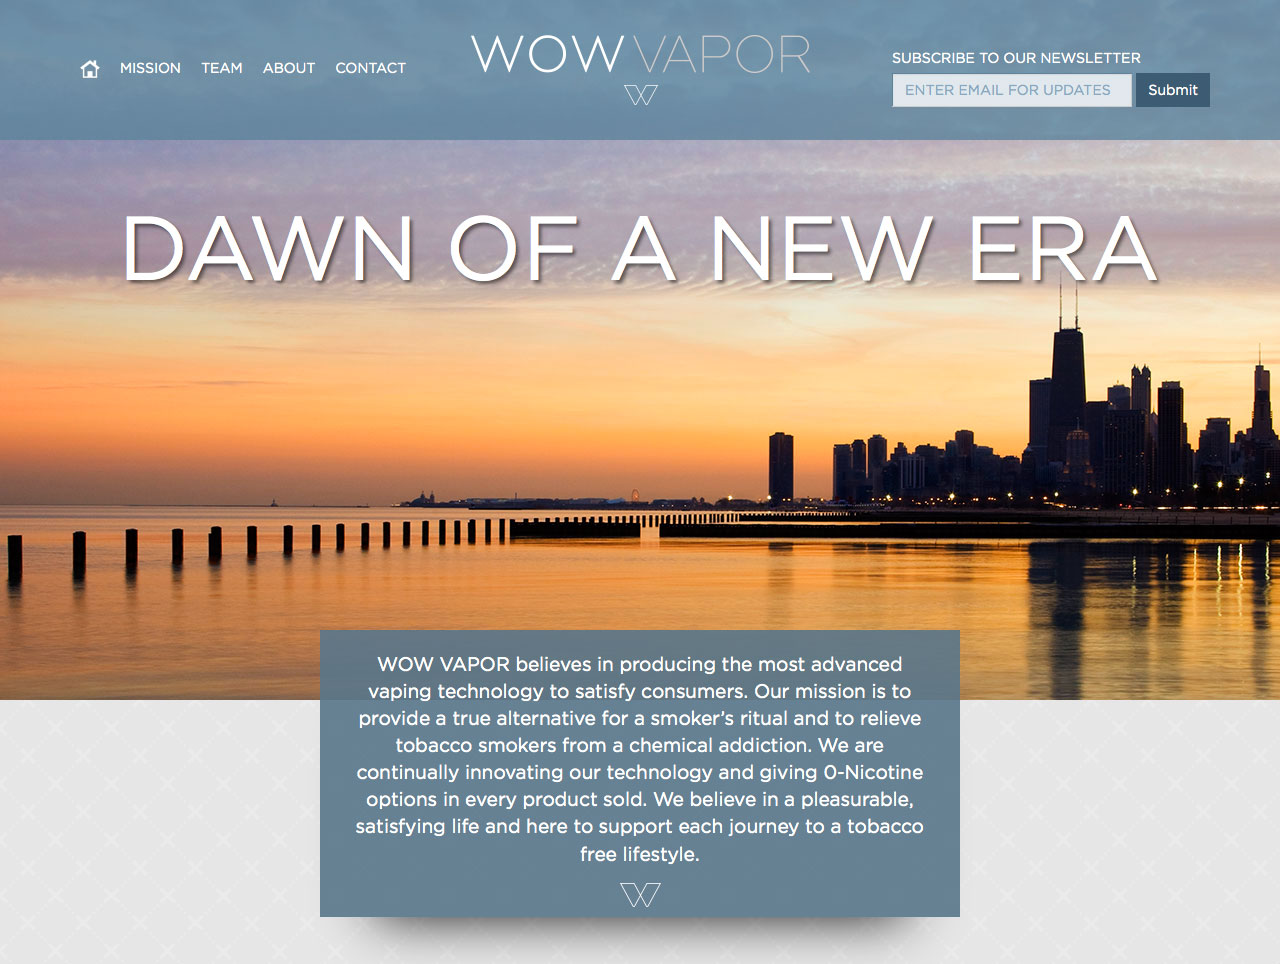 MISSION TEAM ABOUT CONTACT
WOW VAPOR
SUBSCRIBE TO OUR NEWSLETTER
ENTER EMAIL FOR UPDATES Submit
DAWN OF A NEW ERA
WOW VAPOR believes in producing the most advanced
vaping technology to satisfy consumers. Our mission is to
provide a true alternative for a smoker’s ritual and to relieve
tobacco smokers from a chemical addiction. We are
continually innovating our technology and giving 0-Nicotine
options in every product sold. We believe in a pleasurable,
satisfying life and here to support each journey to a tobacco
free lifestyle.